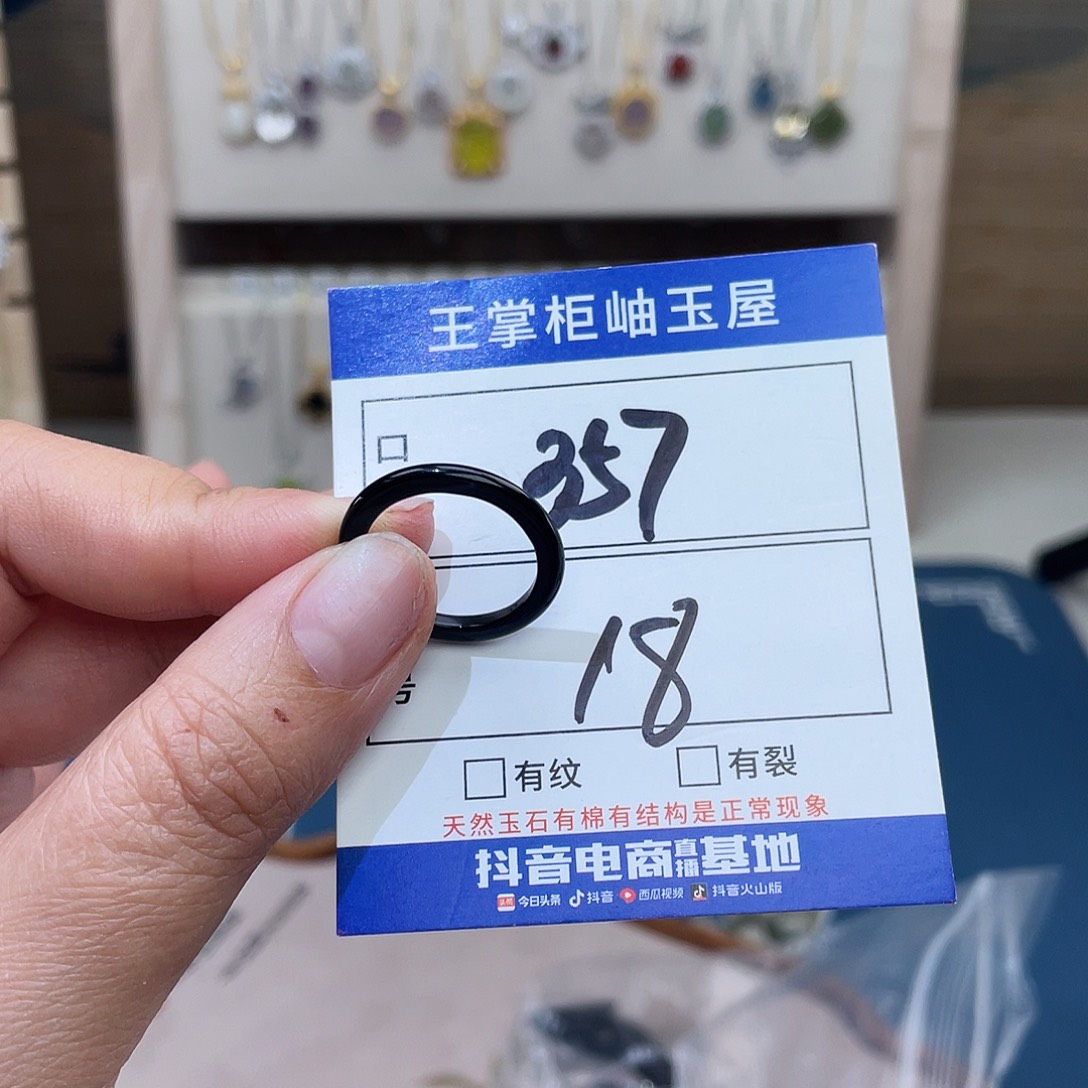 王掌柜岫玉屋
口
357
号
18
□有纹 □有裂
天然玉石有棉有结构是正常现象
抖音电商直播基地
今日头条 抖音 西瓜视频 抖音火山版